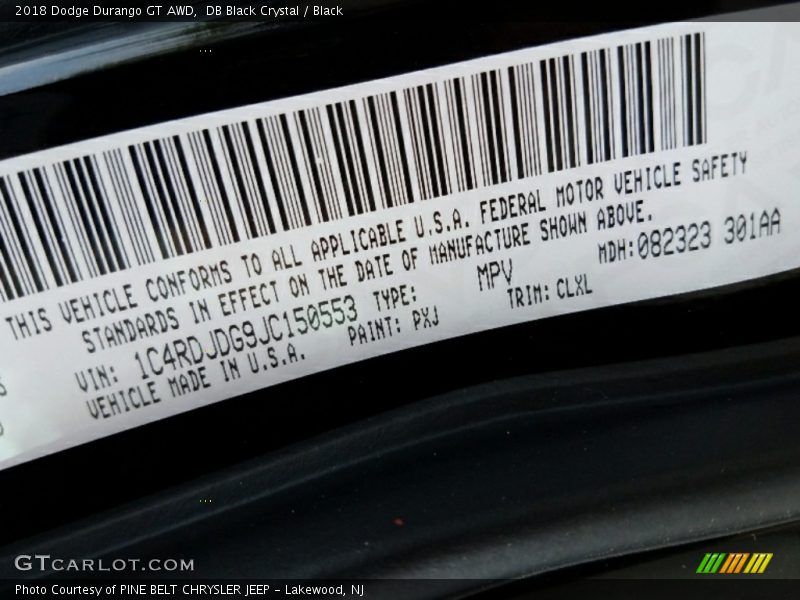 2018 Dodge Durango GT AWD,  DB Black Crystal / Black
THIS VEHICLE CONFORMS TO ALL APPLICABLE U.S.A. FEDERAL MOTOR VEHICLE SAFETY
STANDARDS IN EFFECT ON THE DATE OF MANUFACTURE SHOWN ABOVE.
VIN: 1C4RDJDG9JC150553 TYPE: MPV MDH:082323 301AA
VEHICLE MADE IN U.S.A. PAINT: PXJ TRIM: CLXL
GTCARLOT.COM
Photo Courtesy of PINE BELT CHRYSLER JEEP - Lakewood, NJ